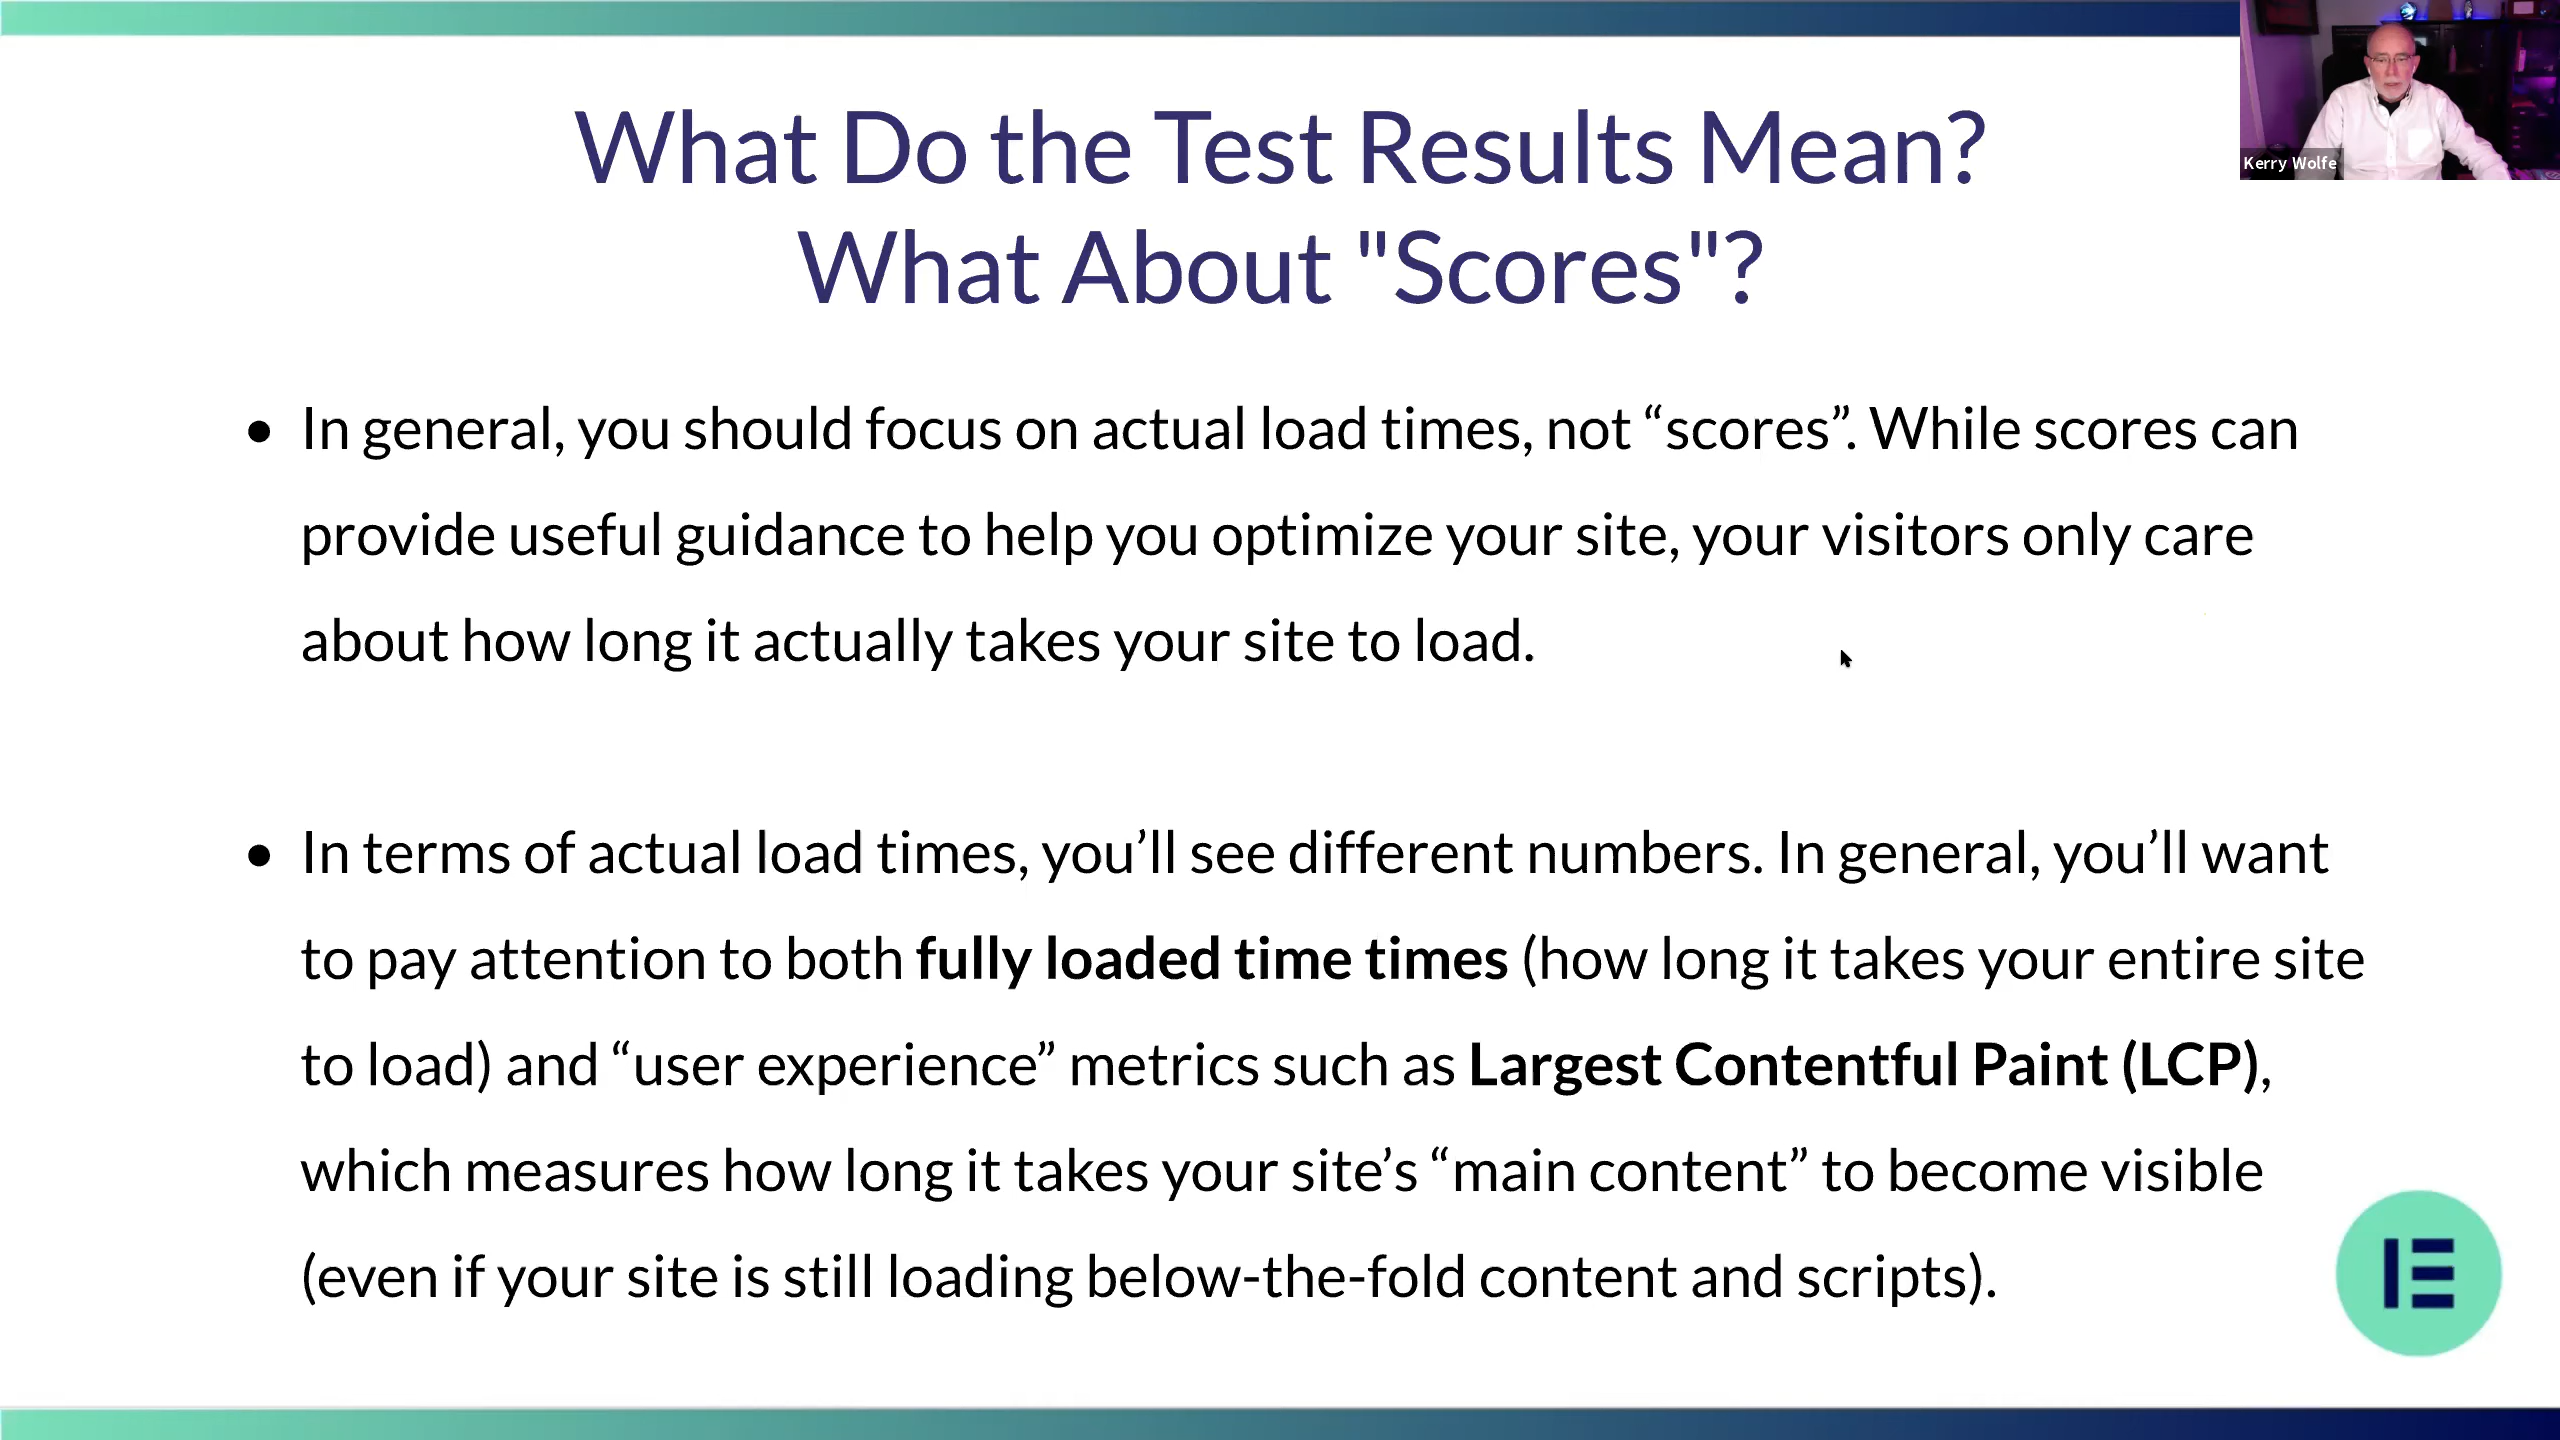 What Do the Test Results Mean?
What About "Scores"?
Kerry Wolfe
• In general, you should focus on actual load times, not “scores”. While scores can
provide useful guidance to help you optimize your site, your visitors only care
about how long it actually takes your site to load.
• In terms of actual load times, you’ll see different numbers. In general, you’ll want
to pay attention to both fully loaded time times (how long it takes your entire site
to load) and “user experience” metrics such as Largest Contentful Paint (LCP),
which measures how long it takes your site’s “main content” to become visible
(even if your site is still loading below-the-fold content and scripts).